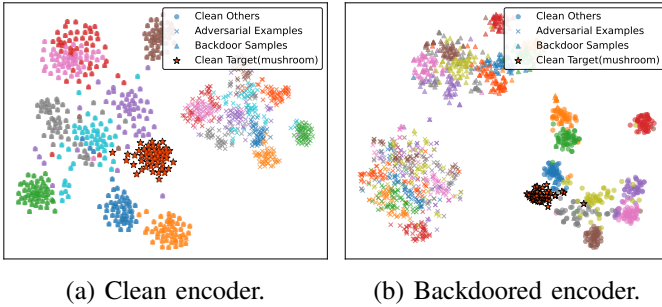 Clean Others
Adversarial Examples
Backdoor Samples
Clean Target(mushroom)
Clean Others
Adversarial Examples
Backdoor Samples
Clean Target(mushroom)
(a) Clean encoder.
(b) Backdoored encoder.